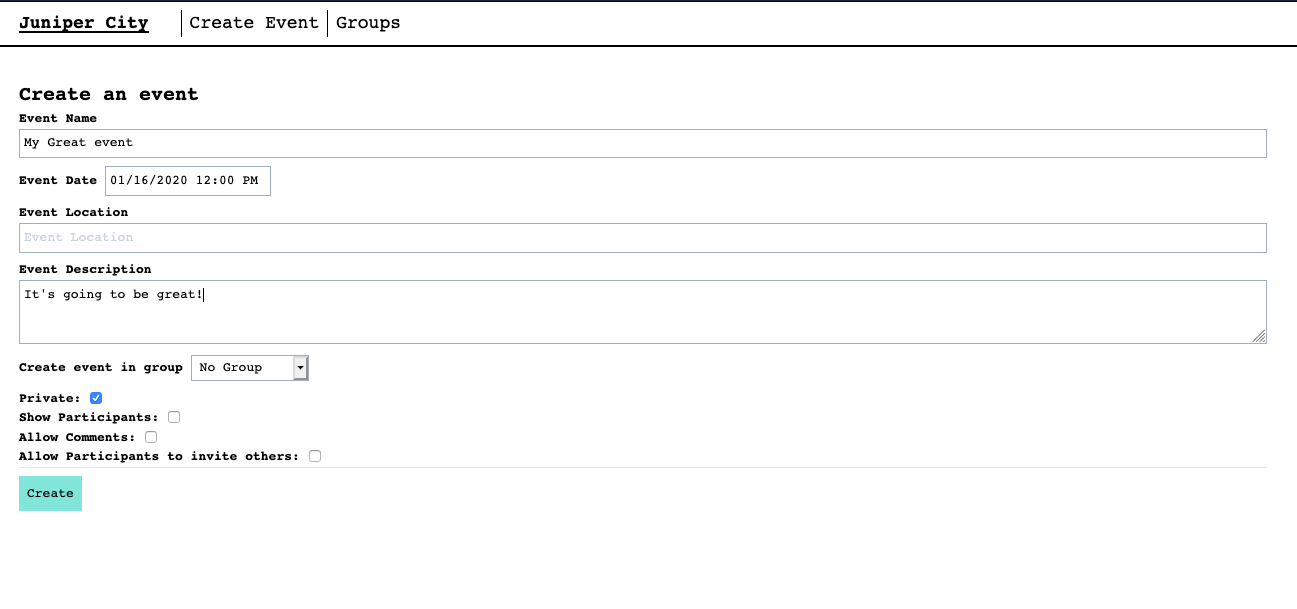 Juniper City Create Event Groups
Create an event
Event Name
My Great event
Event Date 01/16/2020 12:00 PM
Event Location
Event Location
Event Description
It's going to be great!
Create event in group No Group
Private:
Show Participants:
Allow Comments:
Allow Participants to invite others:
Create